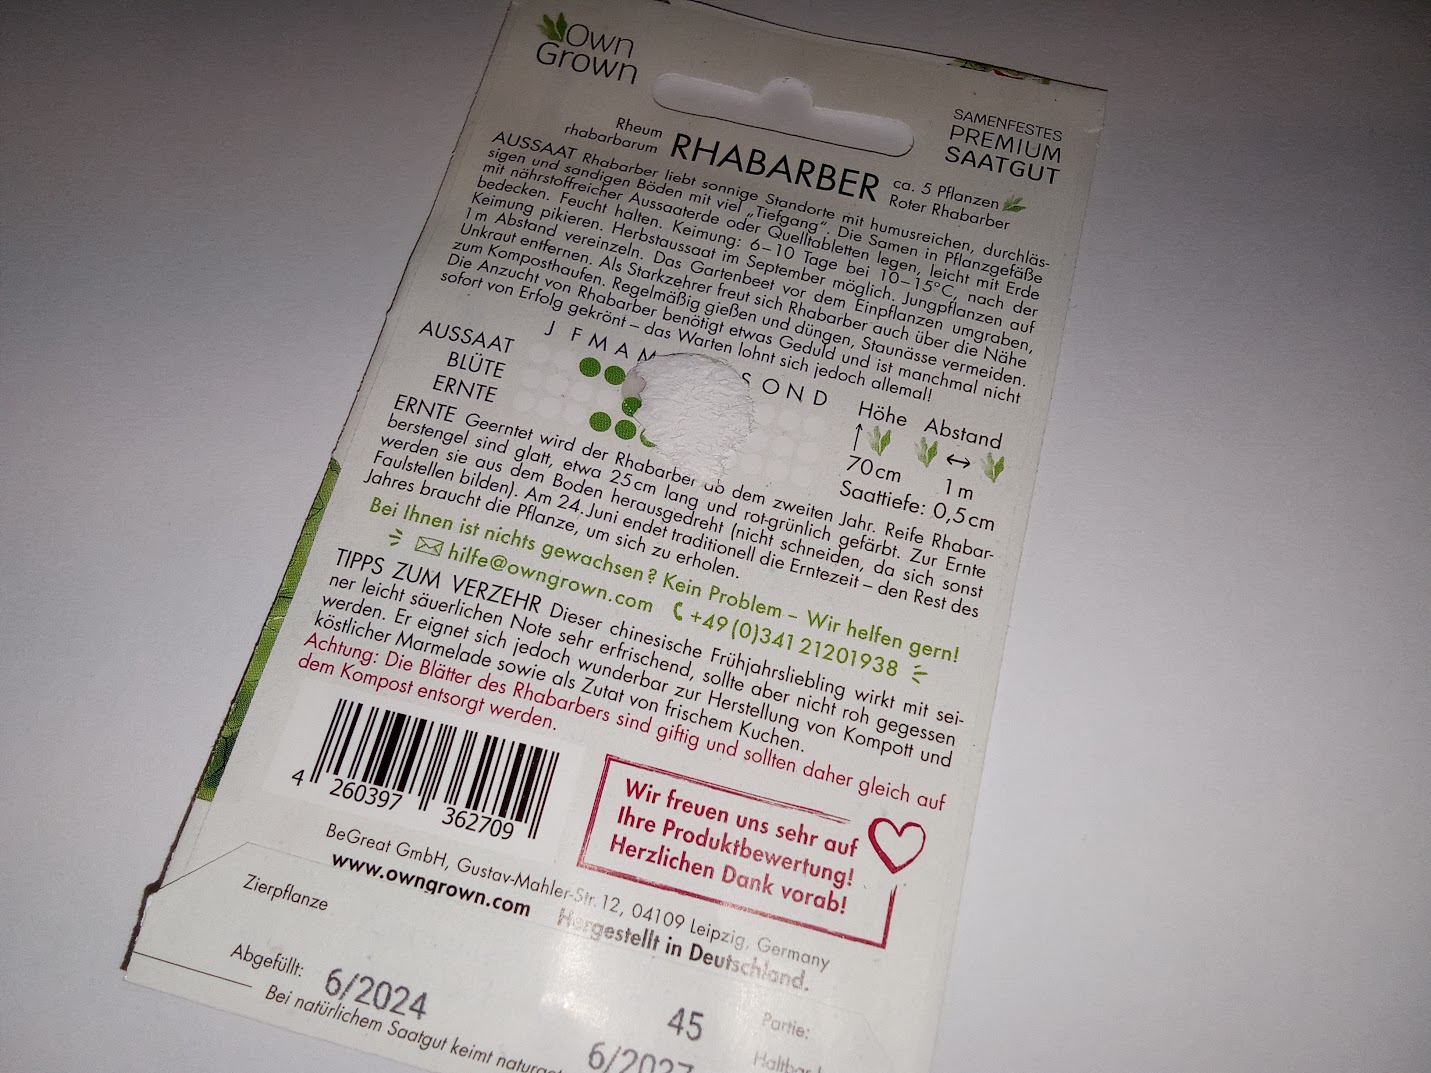 Own
Grown
SAMENFESTES
PREMIUM
SAATGUT
Rheum
rhabarbarum
RHABARBER
ca. 5 Pflanzen
Roter Rhabarber
AUSSAAT Rhabarber liebt sonnige Standorte mit humusreichen, durchläs-
sigen und sandigen Böden mit viel „Tiefgang“. Die Samen in Pflanzgefäße
mit nährstoffreicher Aussaaterde oder Quelltabletten legen, leicht mit Erde
bedecken. Feucht halten. Keimung: 6–10 Tage bei 10–15°C, nach der
Keimung pikieren. Herbstaussaat im September möglich. Jungpflanzen auf
1 m Abstand vereinzeln. Das Gartenbeet vor dem Einpflanzen umgraben,
Unkraut entfernen. Als Starkzehrer freut sich Rhabarber auch über die Nähe
zum Komposthaufen. Regelmäßig gießen und düngen, Staunässe vermeiden.
Die Anzucht von Rhabarber benötigt etwas Geduld und ist manchmal nicht
sofort von Erfolg gekrönt – das Warten lohnt sich jedoch allemal!
J F M A M S O N D
AUSSAAT
BLÜTE
ERNTE
Höhe Abstand
70 cm 1 m
Saattiefe: 0,5 cm
ERNTE Geerntet wird der Rhabarber ab dem zweiten Jahr. Reife Rhabar-
berstengel sind glatt, etwa 25 cm lang und rot-grünlich gefärbt. Zur Ernte
werden sie aus dem Boden herausgedreht (nicht schneiden, da sich sonst
Faulstellen bilden). Am 24. Juni endet traditionell die Erntezeit – den Rest des
Jahres braucht die Pflanze, um sich zu erholen.
Bei Ihnen ist nichts gewachsen? Kein Problem – Wir helfen gern!
hilfe@owngrown.com +49 (0)341 21201938
TIPPS ZUM VERZEHR Dieser chinesische Frühjahrsliebling wirkt mit sei-
ner leicht säuerlichen Note sehr erfrischend, sollte aber nicht roh gegessen
werden. Er eignet sich jedoch wunderbar zur Herstellung von Kompott und
köstlicher Marmelade sowie als Zutat von frischem Kuchen.
Achtung: Die Blätter des Rhabarbers sind giftig und sollten daher gleich auf
dem Kompost entsorgt werden.
4 260397 362709
Wir freuen uns sehr auf
Ihre Produktbewertung!
Herzlichen Dank vorab!
BeGreat GmbH, Gustav-Mahler-Str. 12, 04109 Leipzig, Germany
www.owngrown.com Hergestellt in Deutschland.
Zierpflanze
Abgefüllt: 6/2024
45 Partie:
Bei natürlichem Saatgut keimt
6/2027